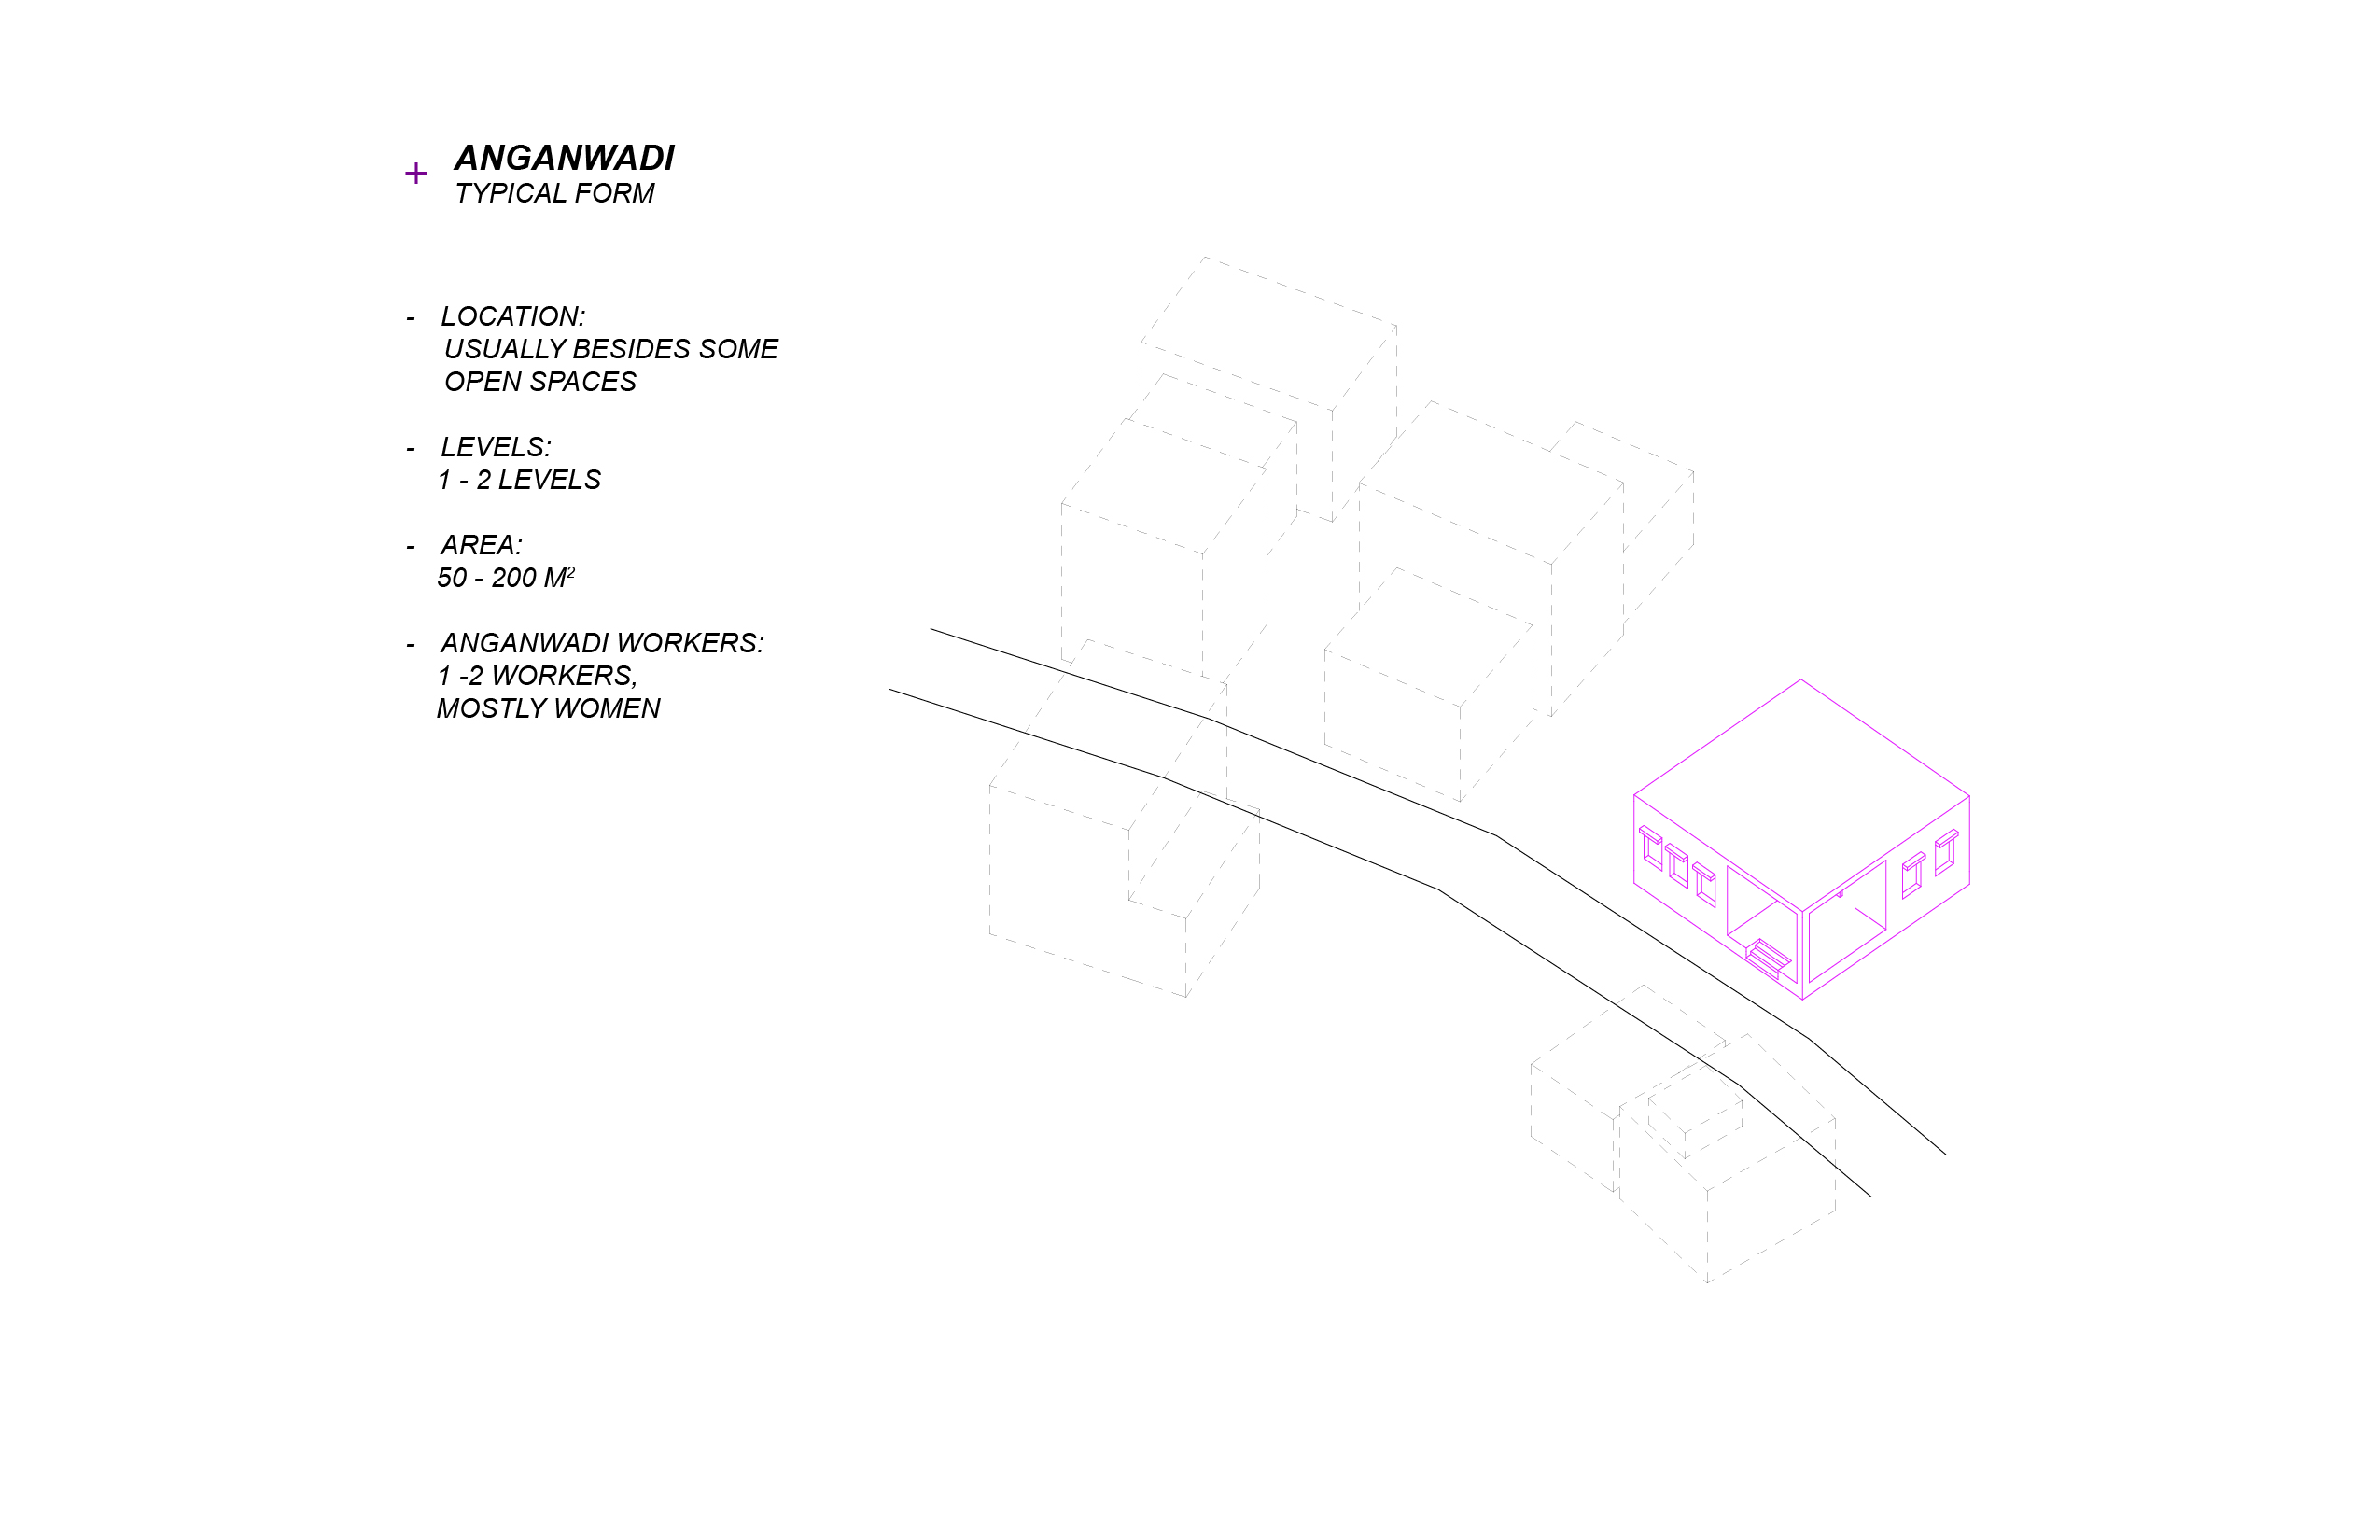 + ANGANWADI
TYPICAL FORM
- LOCATION:
USUALLY BESIDES SOME
OPEN SPACES
- LEVELS:
1 - 2 LEVELS
- AREA:
50 - 200 M²
- ANGANWADI WORKERS:
1 -2 WORKERS,
MOSTLY WOMEN